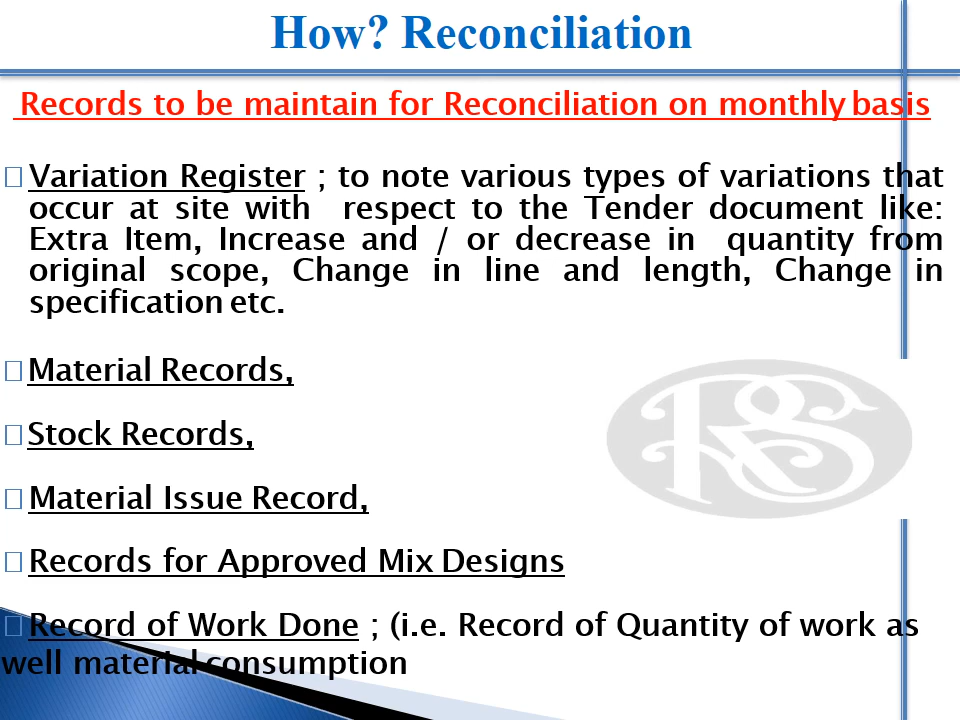 How? Reconciliation
Records to be maintain for Reconciliation on monthly basis
Variation Register ; to note various types of variations that
occur at site with respect to the Tender document like:
Extra Item, Increase and / or decrease in quantity from
original scope, Change in line and length, Change in
specification etc.
Material Records,
Stock Records,
RS
Material Issue Record,
Records for Approved Mix Designs
Record of Work Done ; (i.e. Record of Quantity of work as
well material consumption